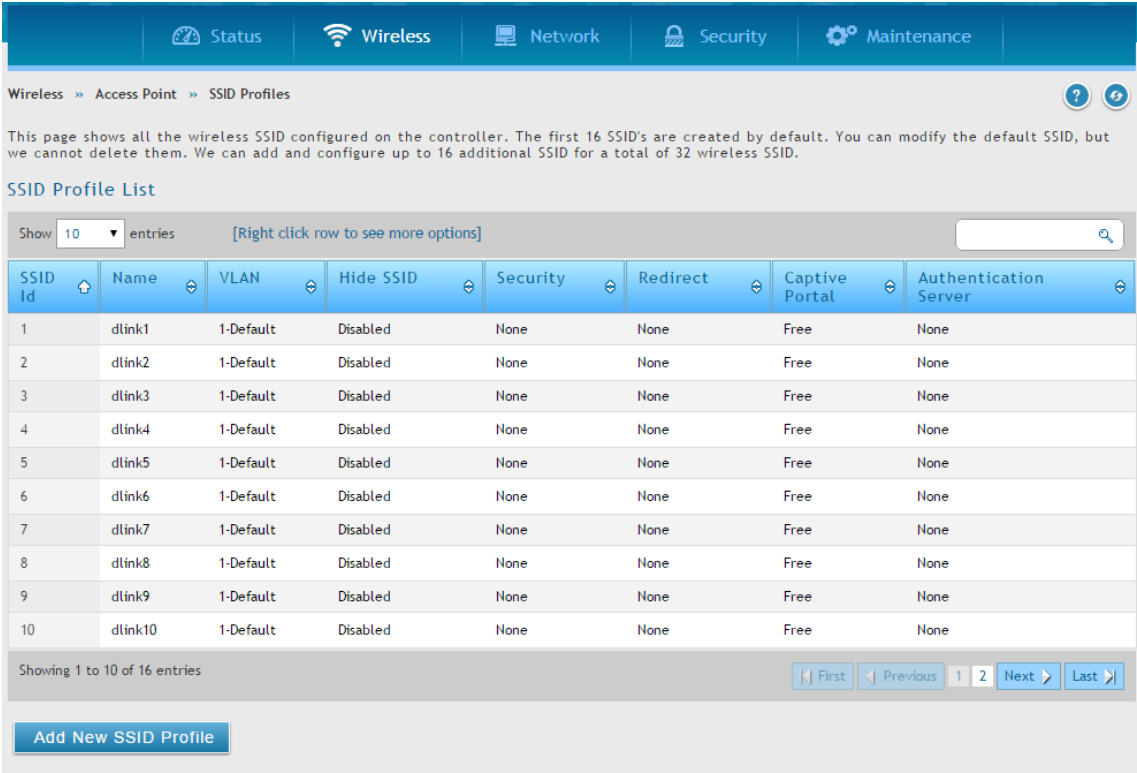 Status Wireless Network Security Maintenance
Wireless » Access Point » SSID Profiles
?
This page shows all the wireless SSID configured on the controller. The first 16 SSID's are created by default. You can modify the default SSID, but
we cannot delete them. We can add and configure up to 16 additional SSID for a total of 32 wireless SSID.
SSID Profile List
Show 10 entries [Right click row to see more options]
SSID Id Name VLAN Hide SSID Security Redirect Captive Portal Authentication Server
1 dlink1 1-Default Disabled None None Free None
2 dlink2 1-Default Disabled None None Free None
3 dlink3 1-Default Disabled None None Free None
4 dlink4 1-Default Disabled None None Free None
5 dlink5 1-Default Disabled None None Free None
6 dlink6 1-Default Disabled None None Free None
7 dlink7 1-Default Disabled None None Free None
8 dlink8 1-Default Disabled None None Free None
9 dlink9 1-Default Disabled None None Free None
10 dlink10 1-Default Disabled None None Free None
Showing 1 to 10 of 16 entries First Previous 1 2 Next Last
Add New SSID Profile